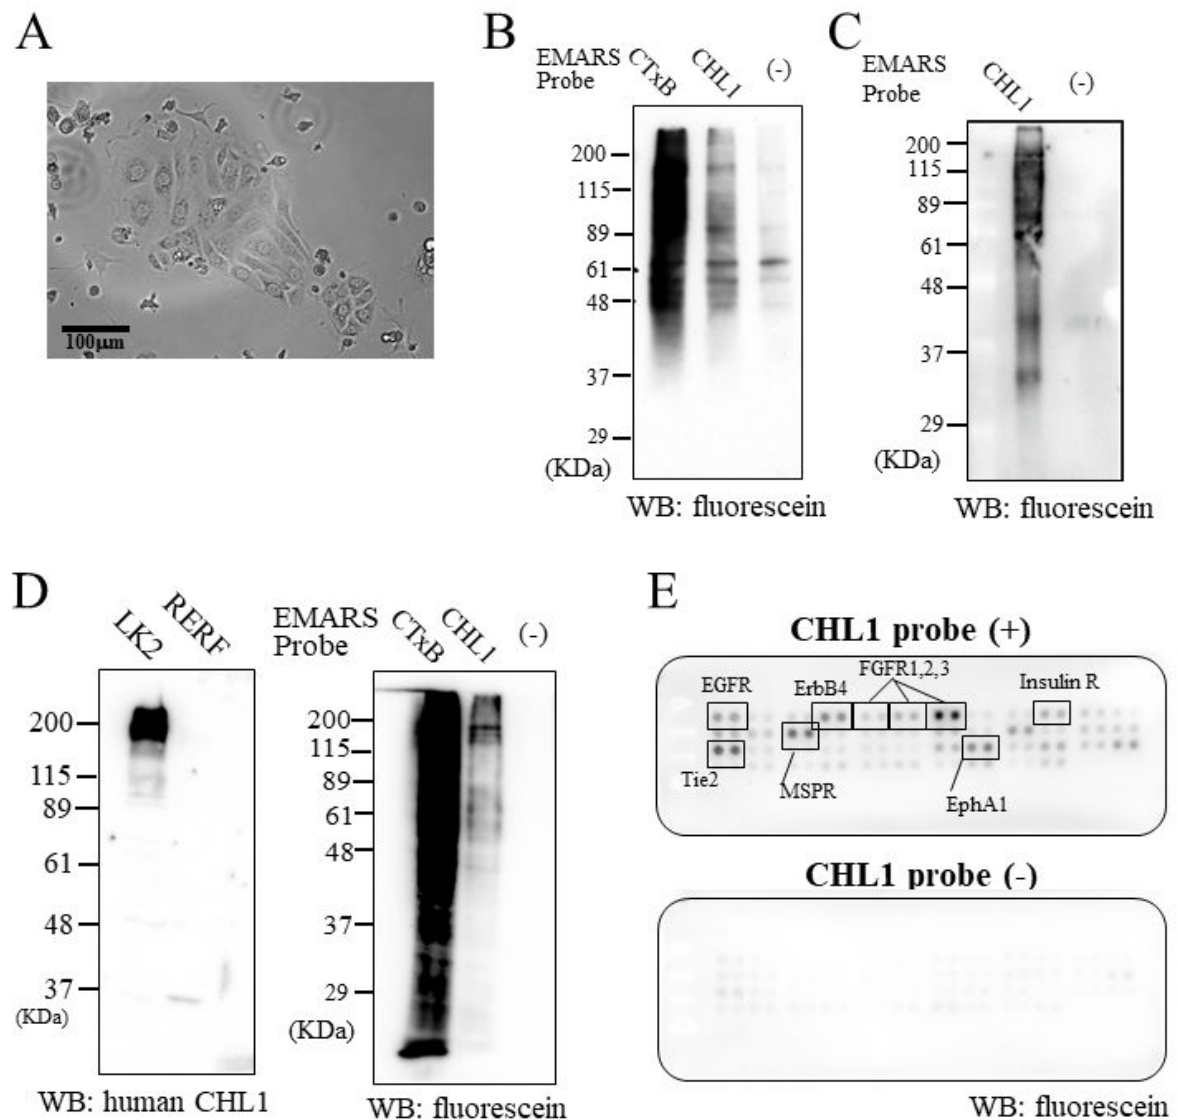 A
100μm
B
EMARS
Probe
CTxB
CHL1
(-)
200
115
89
61
48
37
29
(KDa)
WB: fluorescein
C
EMARS
Probe
CHL1
(-)
200
115
89
61
48
37
29
(KDa)
WB: fluorescein
D
LK2
RERF
200
115
89
61
48
37
(KDa)
WB: human CHL1
EMARS
Probe
CTxB
CHL1
(-)
200
115
89
61
48
37
29
(KDa)
WB: fluorescein
E
CHL1 probe (+)
FGFR1,2,3
EGFR
ErbB4
Insulin R
Tie2
MSPR
EphA1
CHL1 probe (-)
WB: fluorescein